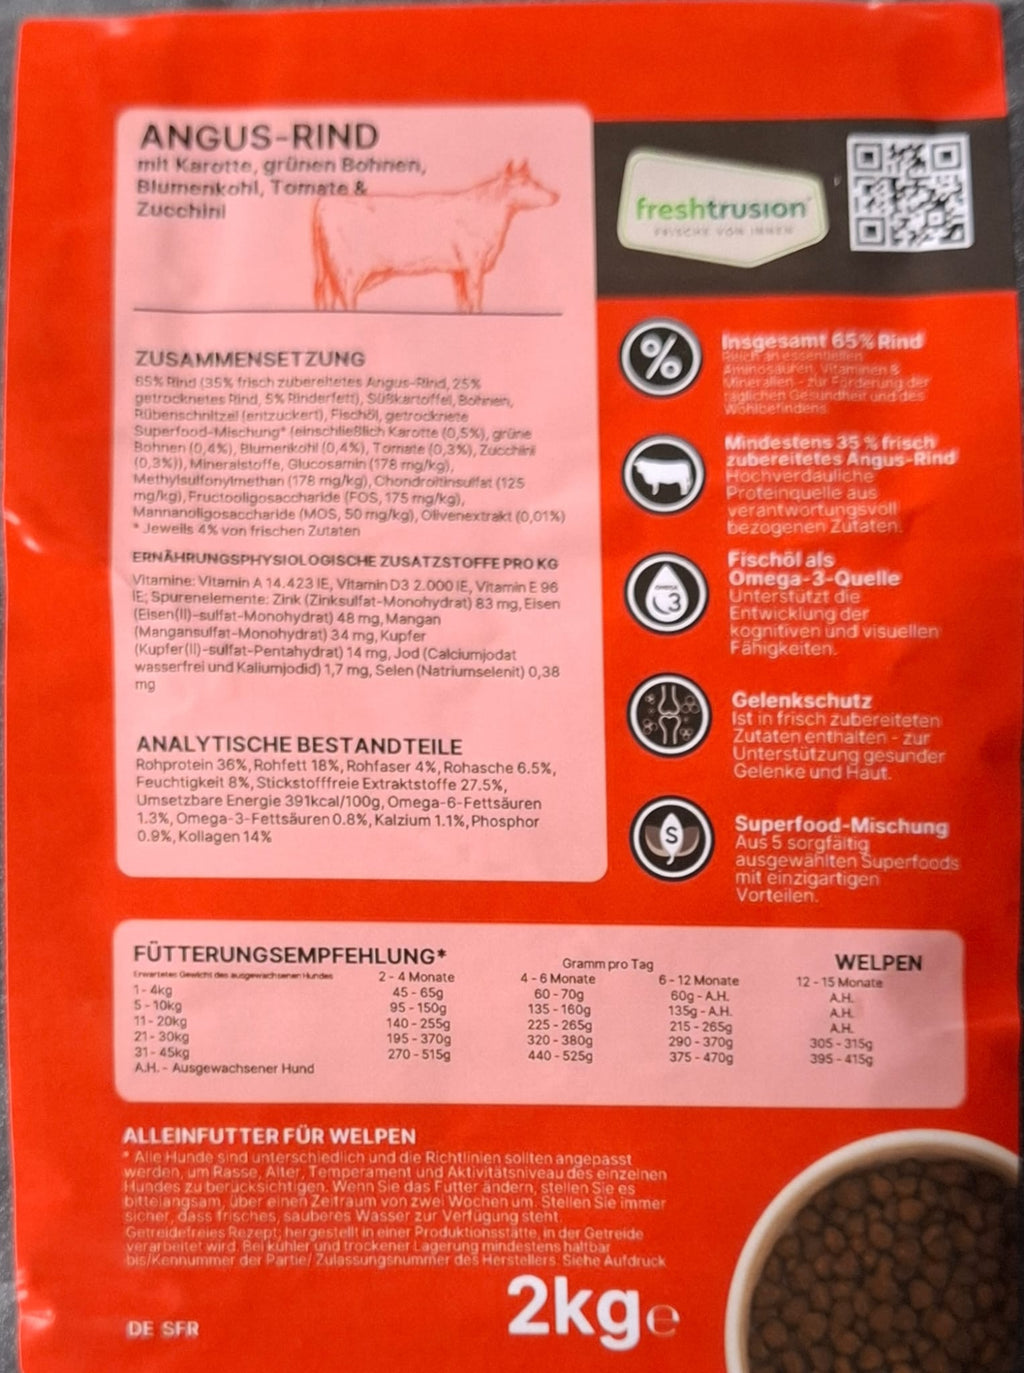 ANGUS-RIND
mit Karotte, grünen Bohnen,
Blumenkohl, Tomate &
Zucchini
ZUSAMMENSETZUNG
65% Rind (35% frisch zubereitetes Angus-Rind, 25%
getrocknetes Rind, 5% Rinderfett), Süßkartoffel, Bohnen,
Rübenschnitzel (entzuckert), Fischöl, getrocknete
Superfood-Mischung* (einschließlich Karotte (0,5%), grüne
Bohnen (0,4%), Blumenkohl (0,4%), Tomate (0,3%), Zucchini
(0,3%)), Mineralstoffe, Glucosamin (178 mg/kg),
Methylsulfonylmethan (178 mg/kg), Chondroitinsulfat (125
mg/kg), Fructooligosaccharide (FOS, 175 mg/kg),
Mannanoligosaccharide (MOS, 50 mg/kg), Olivenextrakt (0,01%)
* Jeweils 4% von frischen Zutaten
ERNÄHRUNGSPHYSIOLOGISCHE ZUSATZSTOFFE PRO KG
Vitamine: Vitamin A 14.423 IE, Vitamin D3 2.000 IE, Vitamin E 96
IE; Spurenelemente: Zink (Zinksulfat-Monohydrat) 83 mg, Eisen
(Eisen(II)-sulfat-Monohydrat) 48 mg, Mangan
(Mangansulfat-Monohydrat) 34 mg, Kupfer
(Kupfer(II)-sulfat-Pentahydrat) 14 mg, Jod (Calciumjodat
wasserfrei und Kaliumjodid) 1,7 mg, Selen (Natriumselenit) 0,38
mg
ANALYTISCHE BESTANDTEILE
Rohprotein 36%, Rohfett 18%, Rohfaser 4%, Rohasche 6.5%,
Feuchtigkeit 8%, Stickstofffreie Extraktstoffe 27.5%,
Umsetzbare Energie 391kcal/100g, Omega-6-Fettsäuren
1.3%, Omega-3-Fettsäuren 0.8%, Kalzium 1.1%, Phosphor
0.9%, Kollagen 14%
freshtrusion
FRISCHE VON INNEN
%
Insgesamt 65% Rind
Reich an essentiellen
Aminosäuren, Vitaminen &
Mineralien - zur Förderung der
täglichen Gesundheit und des
Wohlbefindens.
Mindestens 35 % frisch
zubereitetes Angus-Rind
Hochverdauliche
Proteinquelle aus
verantwortungsvoll
bezogenen Zutaten.
OMEGA
3
Fischöl als
Omega-3-Quelle
Unterstützt die
Entwicklung der
kognitiven und visuellen
Fähigkeiten.
Gelenkschutz
Ist in frisch zubereiteten
Zutaten enthalten - zur
Unterstützung gesunder
Gelenke und Haut.
S
Superfood-Mischung
Aus 5 sorgfältig
ausgewählten Superfoods
mit einzigartigen
Vorteilen.
FÜTTERUNGSEMPFEHLUNG*
Gramm pro Tag WELPEN
Erwartetes Gewicht des ausgewachsenen Hundes 2 - 4 Monate 4 - 6 Monate 6 - 12 Monate 12 - 15 Monate
1 - 4kg 45 - 65g 60 - 70g 60g - A.H. A.H.
5 - 10kg 95 - 150g 135 - 160g 135g - A.H. A.H.
11 - 20kg 140 - 255g 225 - 265g 215 - 265g A.H.
21 - 30kg 195 - 370g 320 - 380g 290 - 370g 305 - 315g
31 - 45kg 270 - 515g 440 - 525g 375 - 470g 395 - 415g
A.H. - Ausgewachsener Hund
ALLEINFUTTER FÜR WELPEN
* Alle Hunde sind unterschiedlich und die Richtlinien sollten angepasst
werden, um Rasse, Alter, Temperament und Aktivitätsniveau des einzelnen
Hundes zu berücksichtigen. Wenn Sie das Futter ändern, stellen Sie es
bittelangsam, über einen Zeitraum von zwei Wochen um. Stellen Sie immer
sicher, dass frisches, sauberes Wasser zur Verfügung steht.
Getreidefreies Rezept; hergestellt in einer Produktionsstätte, in der Getreide
verarbeitet wird. Bei kühler und trockener Lagerung mindestens haltbar
bis/Kennummer der Partie/ Zulassungsnummer des Herstellers: Siehe Aufdruck
2kg e
DE SFR